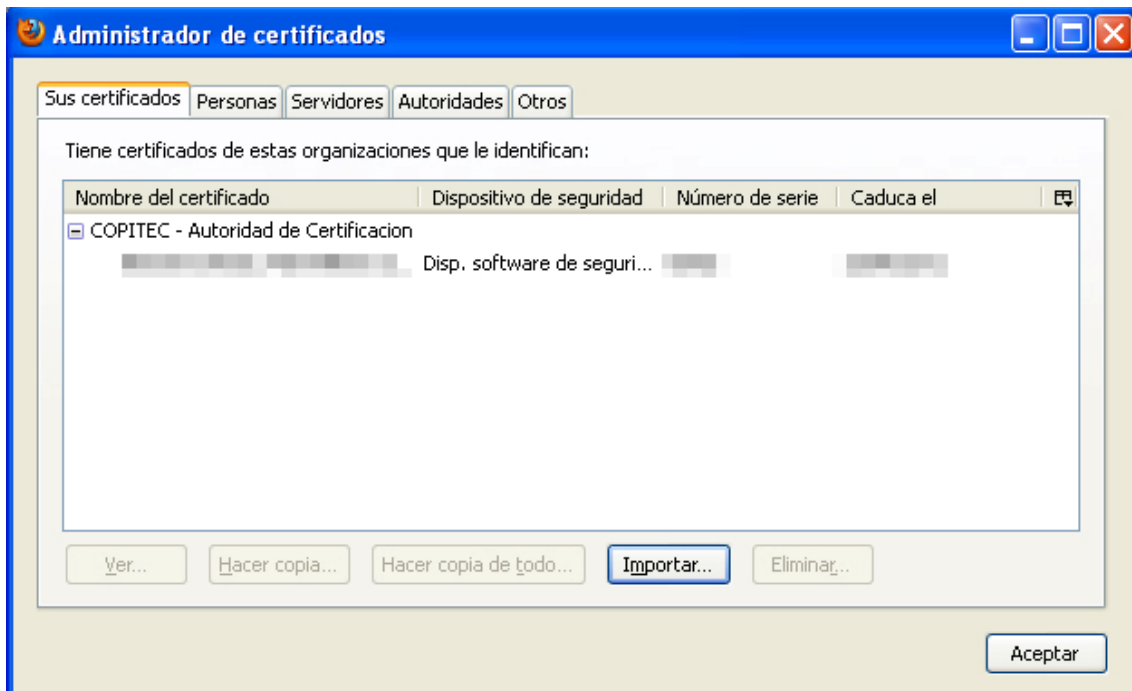 Administrador de certificados
Sus certificados Personas Servidores Autoridades Otros
Tiene certificados de estas organizaciones que le identifican:
Nombre del certificado Dispositivo de seguridad Número de serie Caduca el
COPITEC - Autoridad de Certificacion
Disp. software de seguri...
Ver... Hacer copia... Hacer copia de todo... Importar... Eliminar...
Aceptar